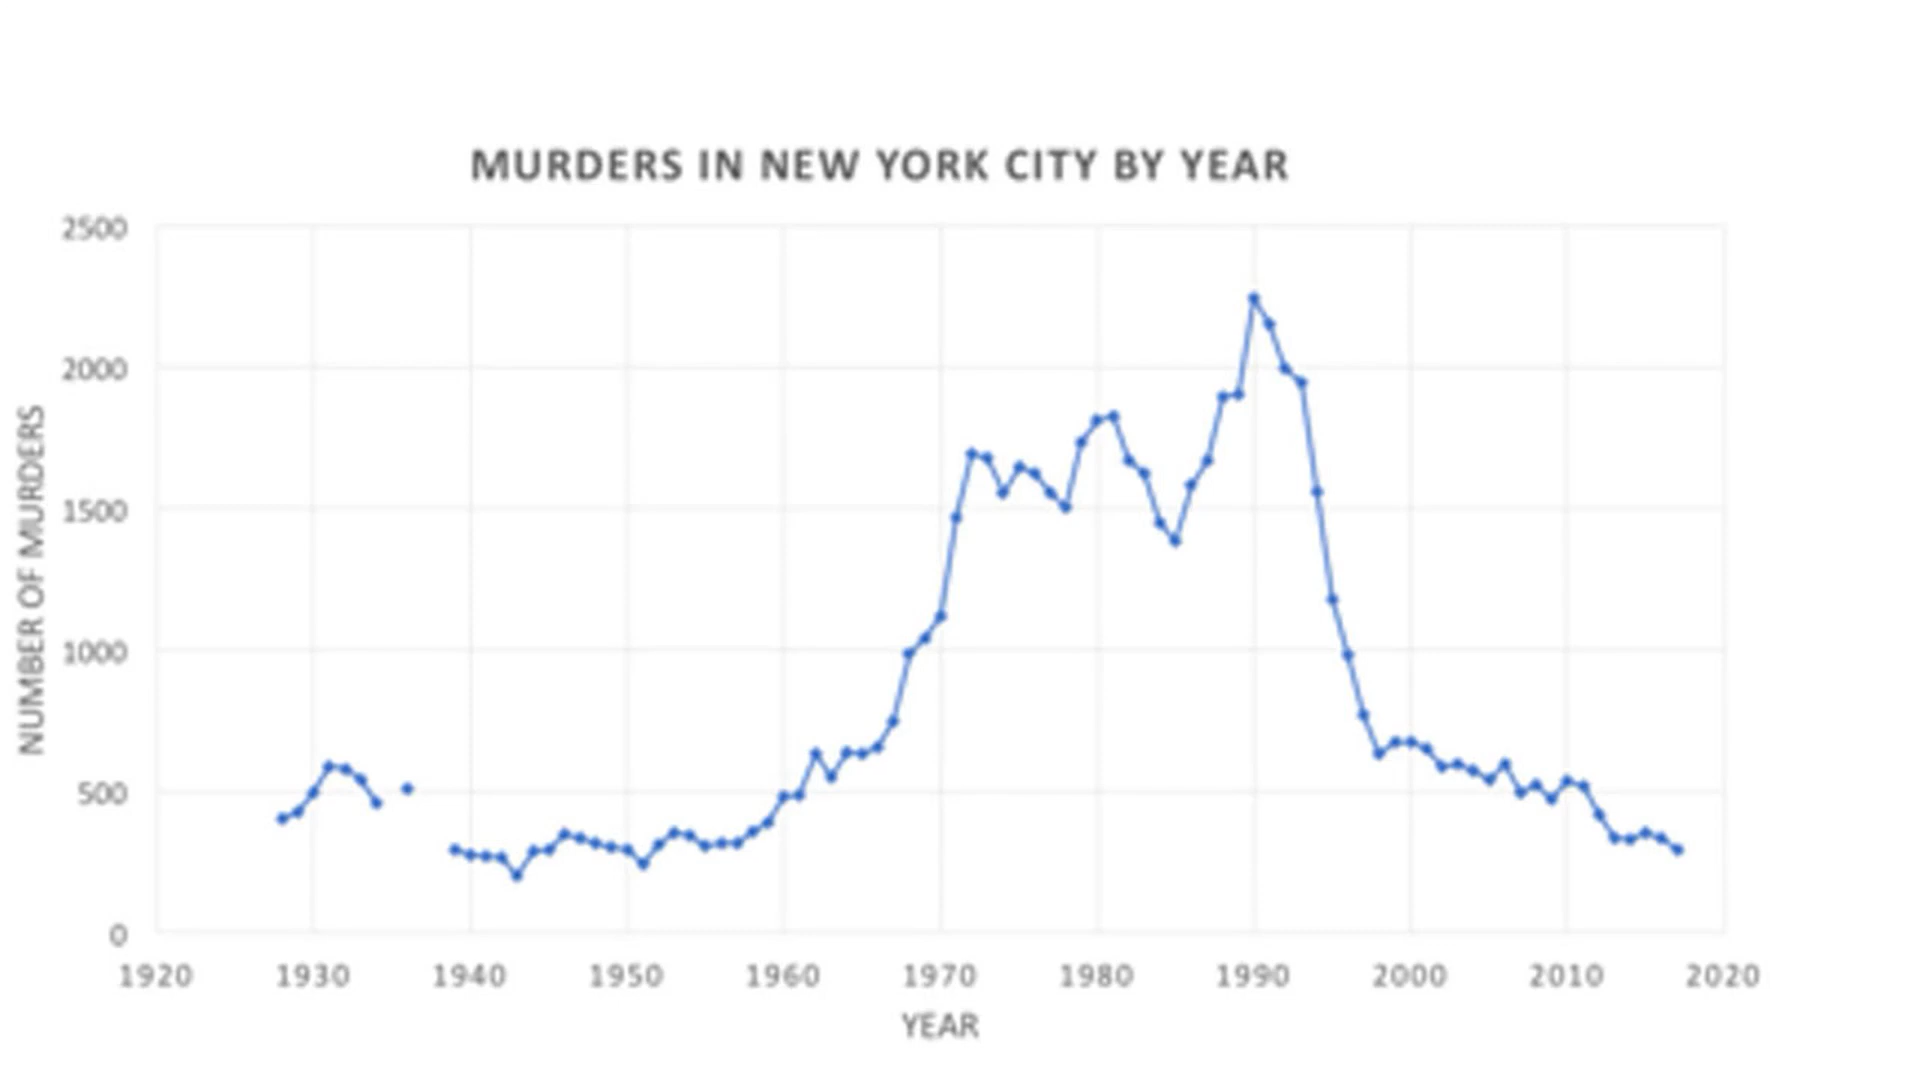 MURDERS IN NEW YORK CITY BY YEAR
2500
2000
1500
1000
500
0
NUMBER OF MURDERS
1920 1930 1940 1950 1960 1970 1980 1990 2000 2010 2020
YEAR